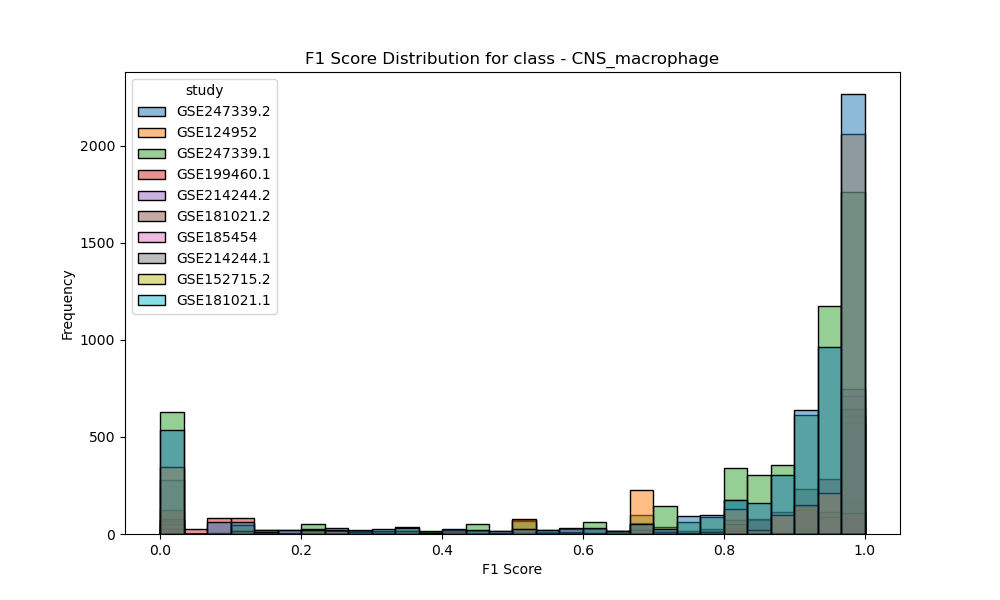 F1 Score Distribution for class - CNS_macrophage
study
GSE247339.2
GSE124952
GSE247339.1
GSE199460.1
GSE214244.2
GSE181021.2
GSE185454
GSE214244.1
GSE152715.2
GSE181021.1
Frequency
2000
1500
1000
500
0
0.0 0.2 0.4 0.6 0.8 1.0
F1 Score